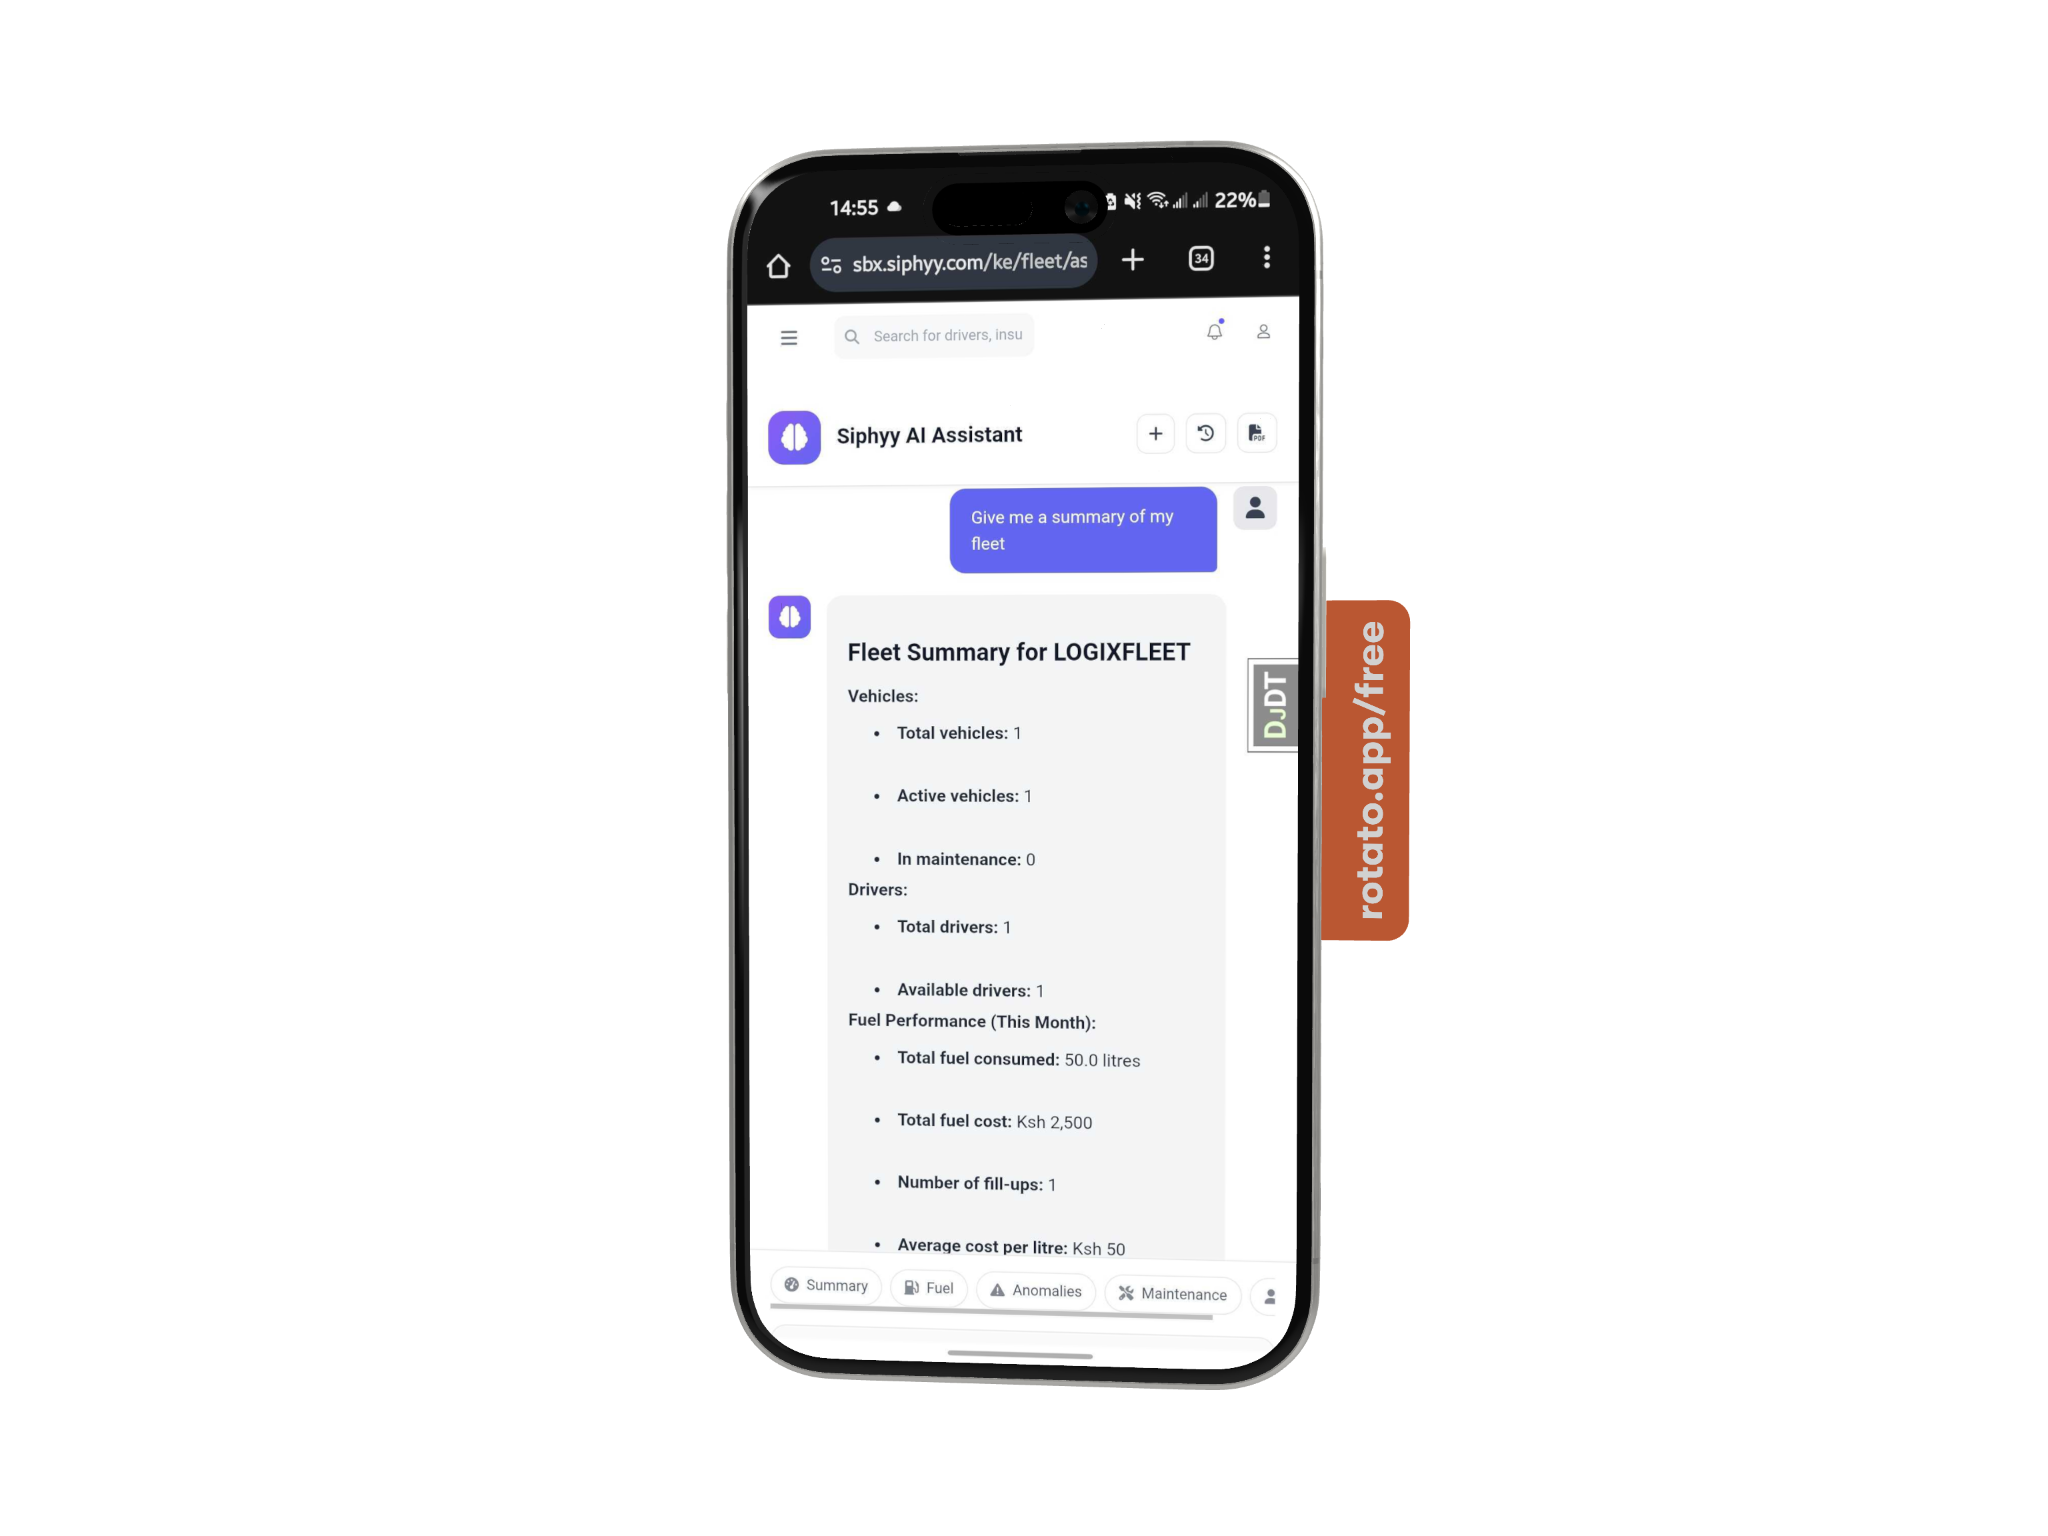 14:55
22%
sbx.siphyy.com/ke/fleet/as
34
Search for drivers, insu
Siphyy AI Assistant
PDF
Give me a summary of my
fleet
Fleet Summary for LOGIXFLEET
Vehicles:
• Total vehicles: 1
• Active vehicles: 1
• In maintenance: 0
Drivers:
• Total drivers: 1
• Available drivers: 1
Fuel Performance (This Month):
• Total fuel consumed: 50.0 litres
• Total fuel cost: Ksh 2,500
• Number of fill-ups: 1
• Average cost per litre: Ksh 50
DJDT
rotato.app/free
Summary
Fuel
Anomalies
Maintenance